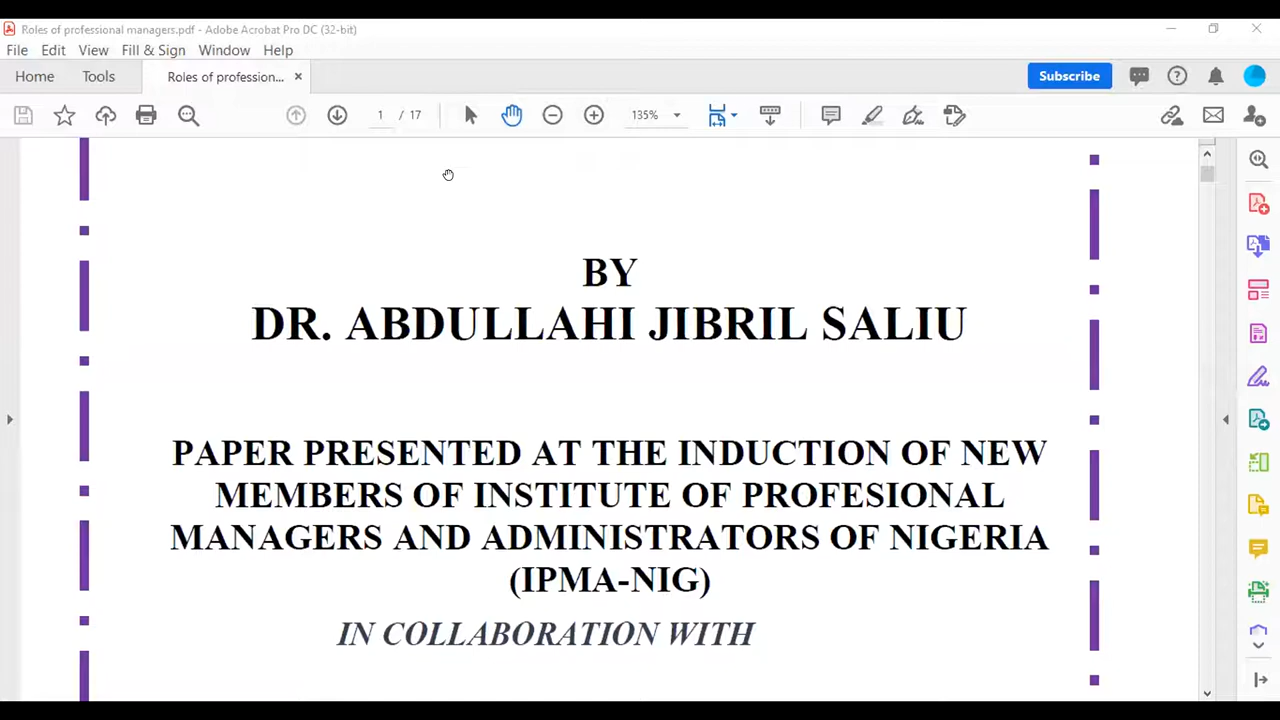 Roles of professional managers.pdf - Adobe Acrobat Pro DC (32-bit)
File Edit View Fill & Sign Window Help
Home Tools Roles of profession... × Subscribe
1 / 17 135%
BY
DR. ABDULLAHI JIBRIL SALIU
PAPER PRESENTED AT THE INDUCTION OF NEW
MEMBERS OF INSTITUTE OF PROFESIONAL
MANAGERS AND ADMINISTRATORS OF NIGERIA
(IPMA-NIG)
IN COLLABORATION WITH